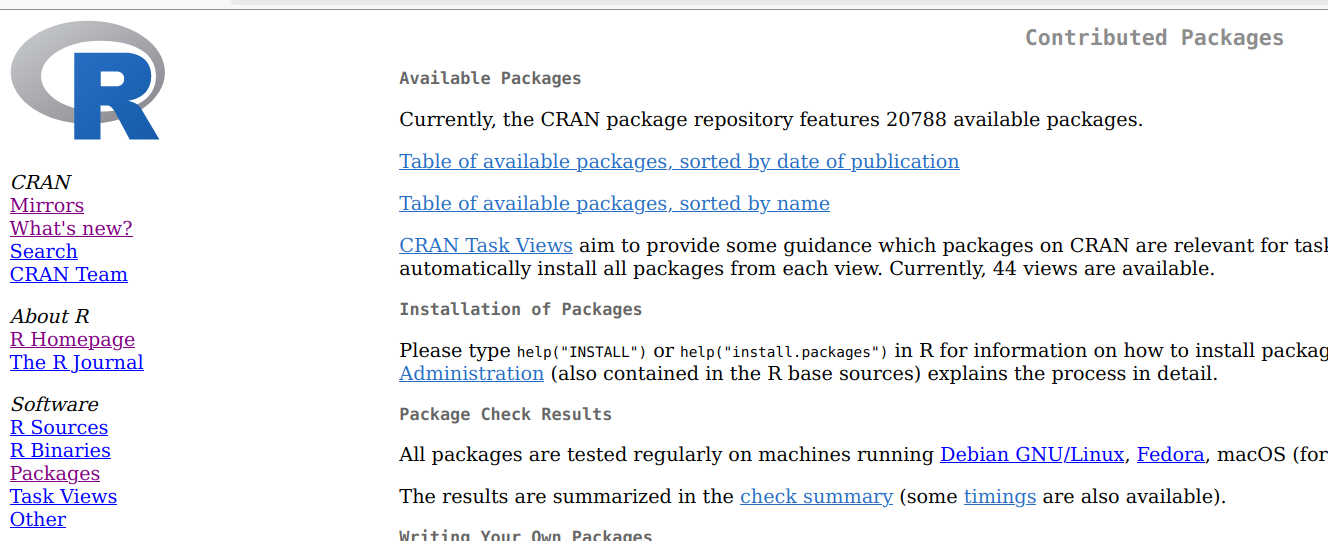 R
Contributed Packages
CRAN
Mirrors
What's new?
Search
CRAN Team
About R
R Homepage
The R Journal
Software
R Sources
R Binaries
Packages
Task Views
Other
Available Packages
Currently, the CRAN package repository features 20788 available packages.
Table of available packages, sorted by date of publication
Table of available packages, sorted by name
CRAN Task Views aim to provide some guidance which packages on CRAN are relevant for task
automatically install all packages from each view. Currently, 44 views are available.
Installation of Packages
Please type help("INSTALL") or help("install.packages") in R for information on how to install packag
Administration (also contained in the R base sources) explains the process in detail.
Package Check Results
All packages are tested regularly on machines running Debian GNU/Linux, Fedora, macOS (for
The results are summarized in the check summary (some timings are also available).
Writing Your Own Packages